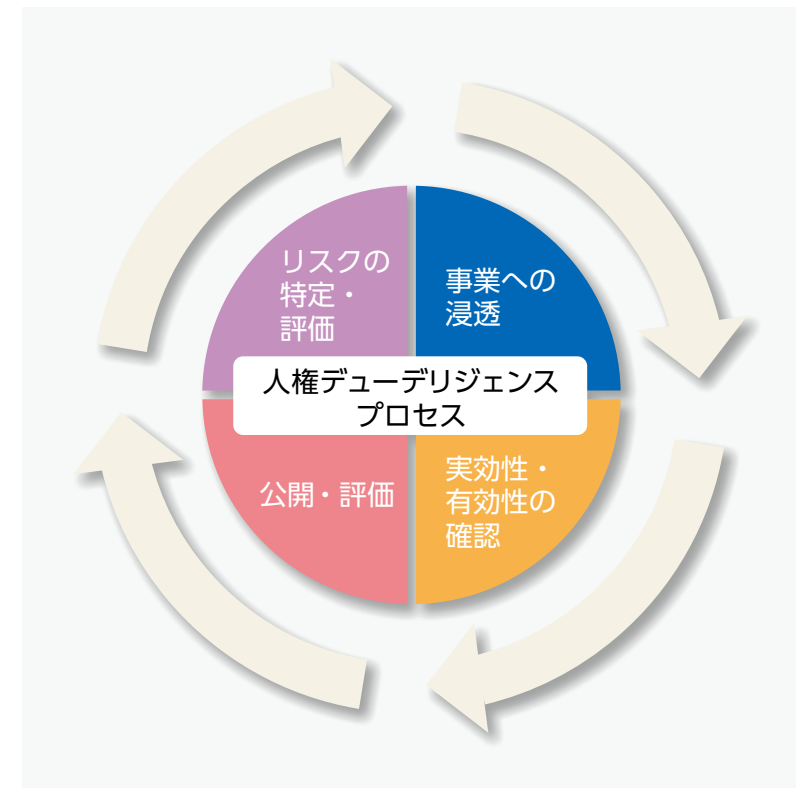 リスクの
特定・
評価
事業への
浸透
人権デューデリジェンス
プロセス
公開・評価
実効性・
有効性の
確認